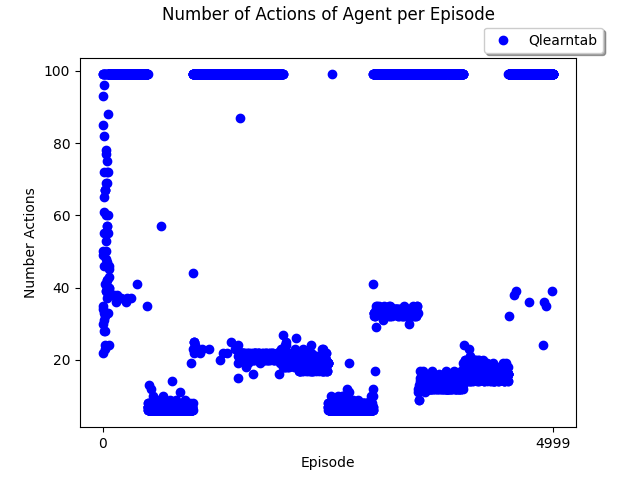 Number of Actions of Agent per Episode
Qlearntab
100
80
60
40
20
Number Actions
0
4999
Episode